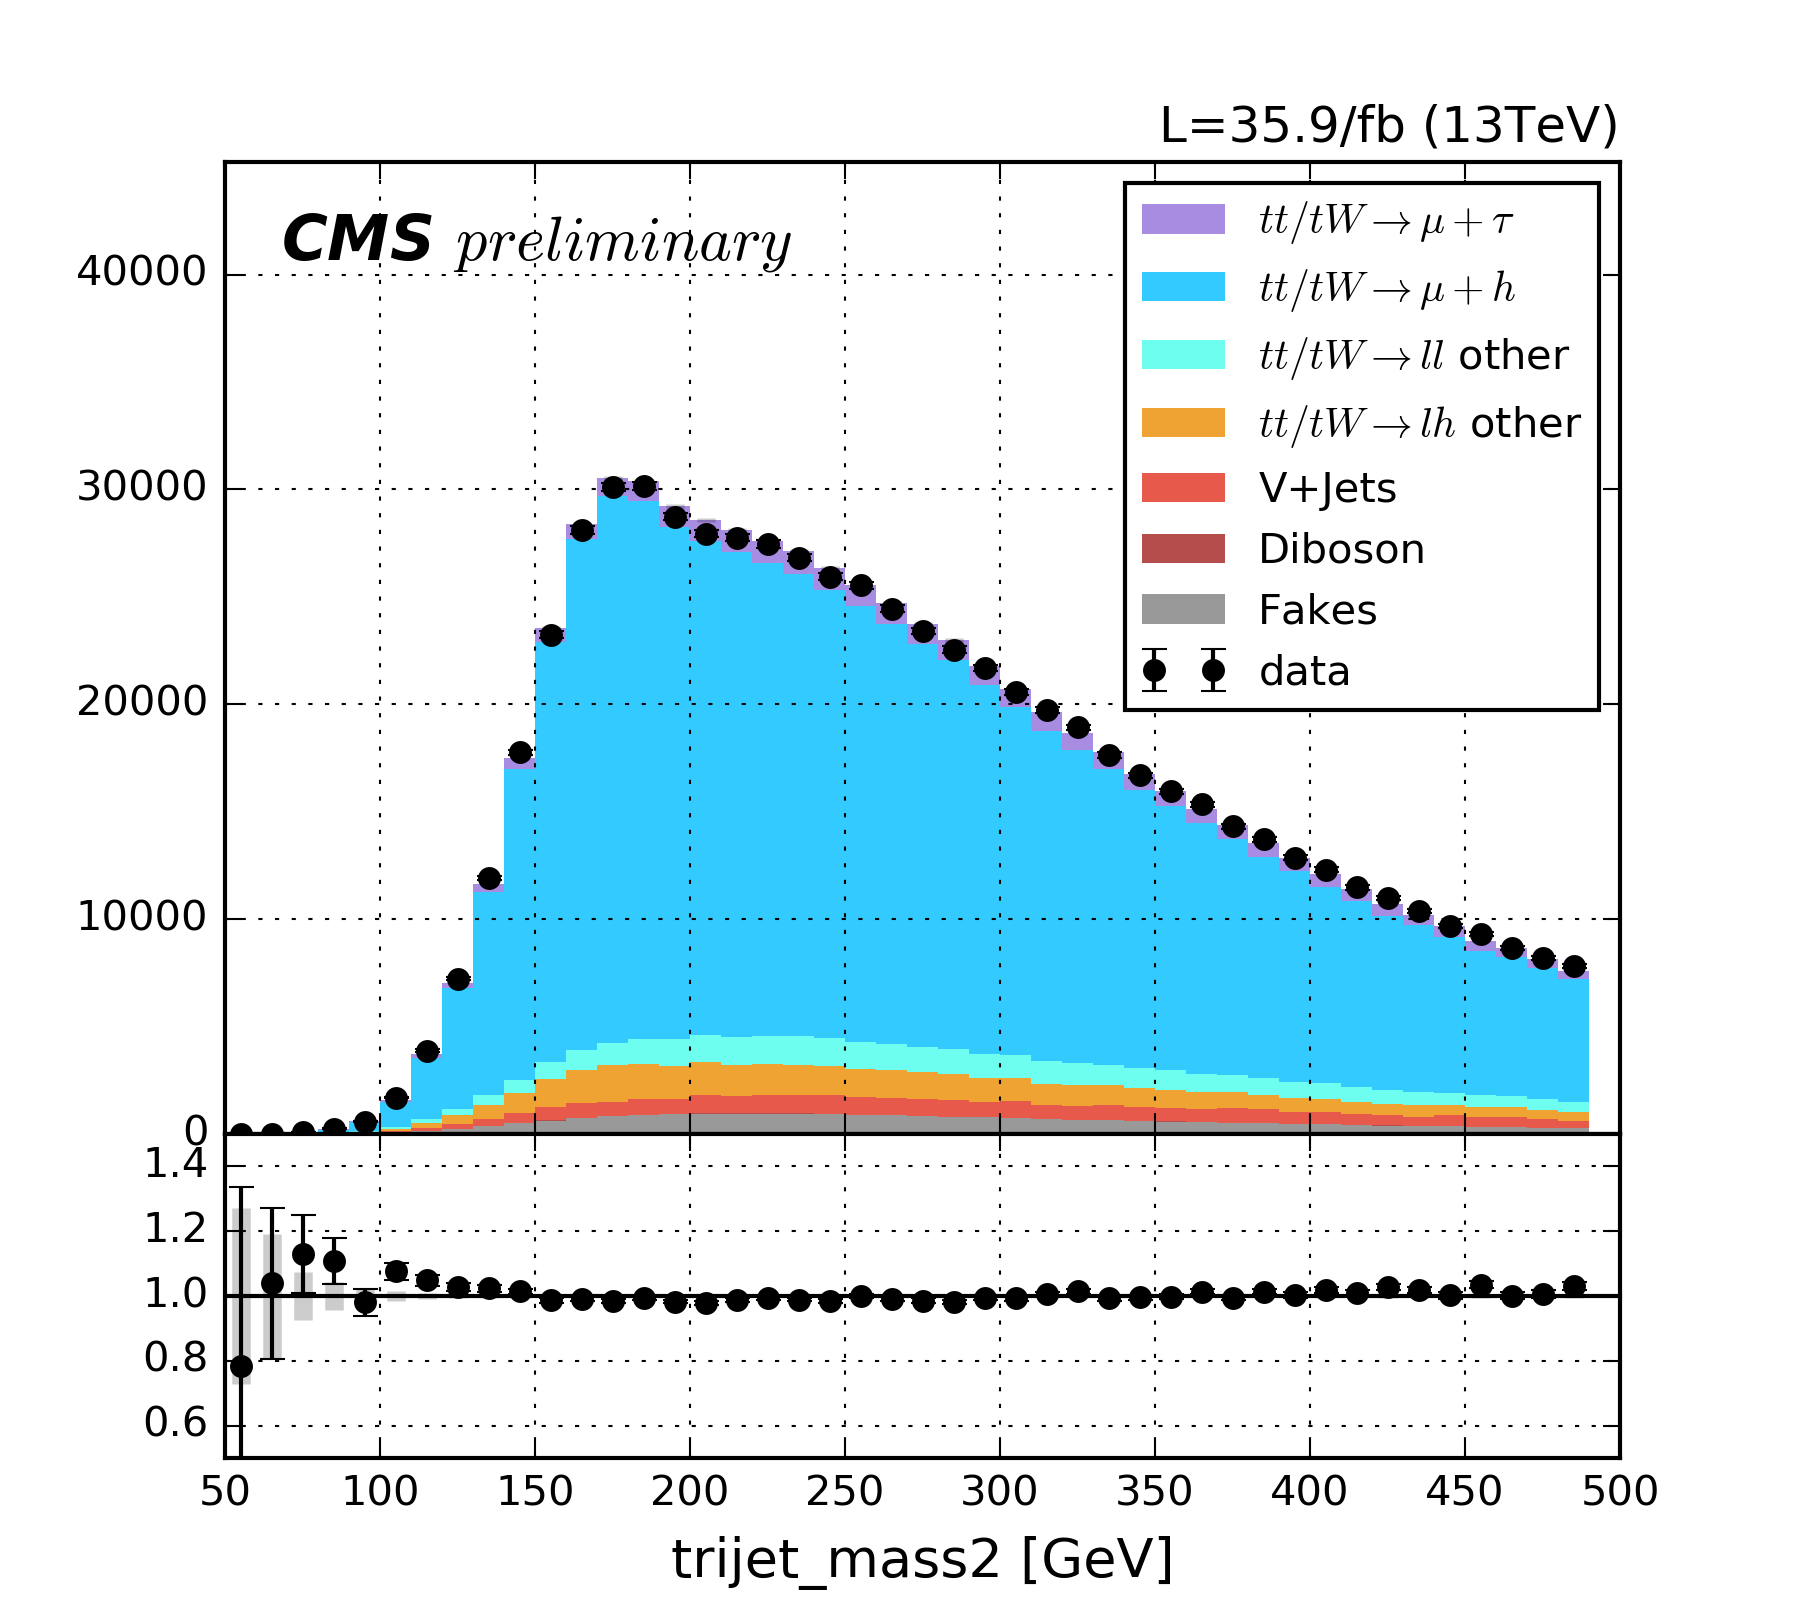 L=35.9/fb (13TeV)
CMS preliminary
tt/tW→μ+τ
tt/tW→μ+h
tt/tW→ll other
tt/tW→lh other
V+Jets
Diboson
Fakes
data
40000
30000
20000
10000
0
1.4
1.2
1.0
0.8
0.6
50 100 150 200 250 300 350 400 450 500
trijet_mass2 [GeV]